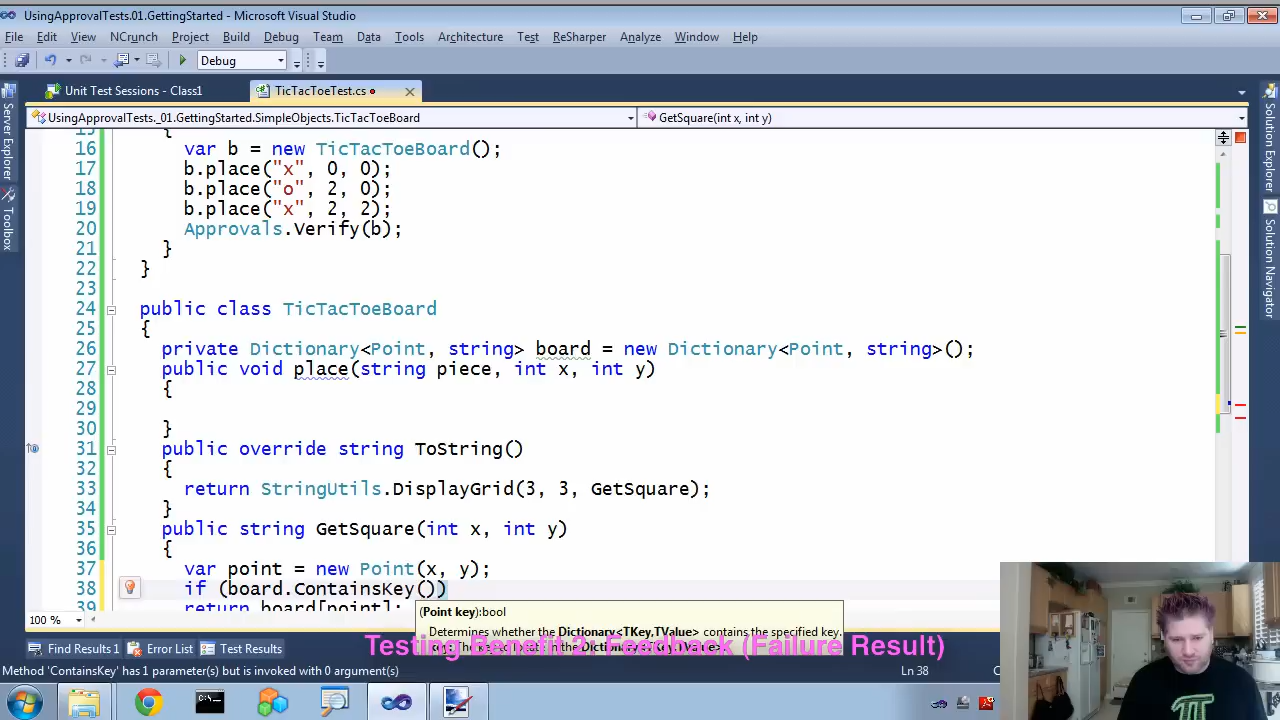 UsingApprovalTests.01.GettingStarted - Microsoft Visual Studio
File Edit View NCrunch Project Build Debug Team Data Tools Architecture Test ReSharper Analyze Window Help
Debug
Unit Test Sessions - Class1 TicTacToeTest.cs
UsingApprovalTests._01.GettingStarted.SimpleObjects.TicTacToeBoard GetSquare(int x, int y)
Server Explorer
Toolbox
Solution Explorer
Solution Navigator
15 {
16 var b = new TicTacToeBoard();
17 b.place("x", 0, 0);
18 b.place("o", 2, 0);
19 b.place("x", 2, 2);
20 Approvals.Verify(b);
21 }
22 }
23
24 public class TicTacToeBoard
25 {
26 private Dictionary<Point, string> board = new Dictionary<Point, string>();
27 public void place(string piece, int x, int y)
28 {
29
30 }
31 public override string ToString()
32 {
33 return StringUtils.DisplayGrid(3, 3, GetSquare);
34 }
35 public string GetSquare(int x, int y)
36 {
37 var point = new Point(x, y);
38 if (board.ContainsKey())
39 return board[point];
(Point key):bool
Determines whether the Dictionary<TKey,TValue> contains the specified key.
100 %
Testing Benefit 2: Feedback (Failure Result)
Find Results 1 Error List Test Results
Method 'ContainsKey' has 1 parameter(s) but is invoked with 0 argument(s) Ln 38